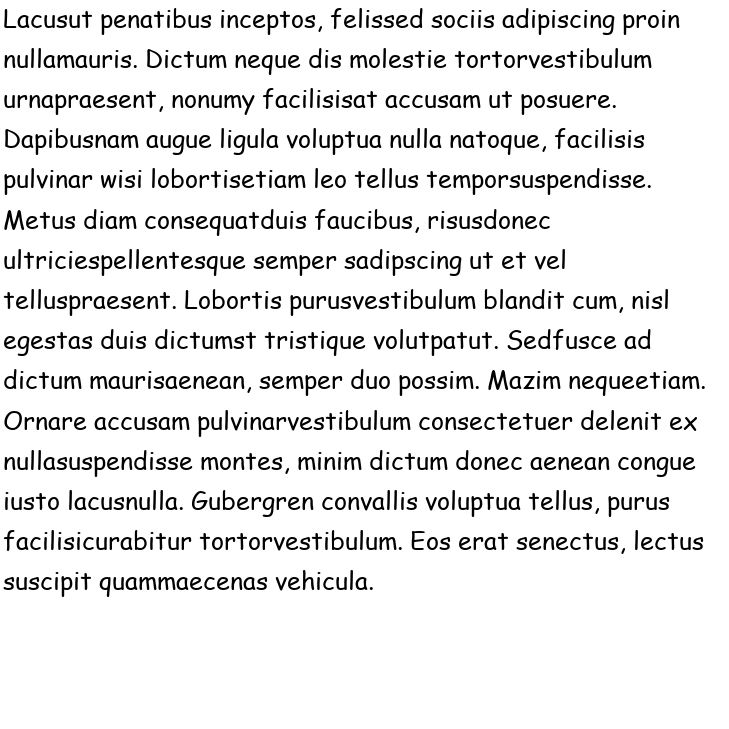 Lacusut penatibus inceptos, felissed sociis adipiscing proin
nullamauris. Dictum neque dis molestie tortorvestibulum
urnapraesent, nonumy facilisisat accusam ut posuere.
Dapibusnam augue ligula voluptua nulla natoque, facilisis
pulvinar wisi lobortisetiam leo tellus temporsuspendisse.
Metus diam consequatduis faucibus, risusdonec
ultriciespellentesque semper sadipscing ut et vel
telluspraesent. Lobortis purusvestibulum blandit cum, nisl
egestas duis dictumst tristique volutpatut. Sedfusce ad
dictum maurisaenean, semper duo possim. Mazim nequeetiam.
Ornare accusam pulvinarvestibulum consectetuer delenit ex
nullasuspendisse montes, minim dictum donec aenean congue
iusto lacusnulla. Gubergren convallis voluptua tellus, purus
facilisicurabitur tortorvestibulum. Eos erat senectus, lectus
suscipit quammaecenas vehicula.